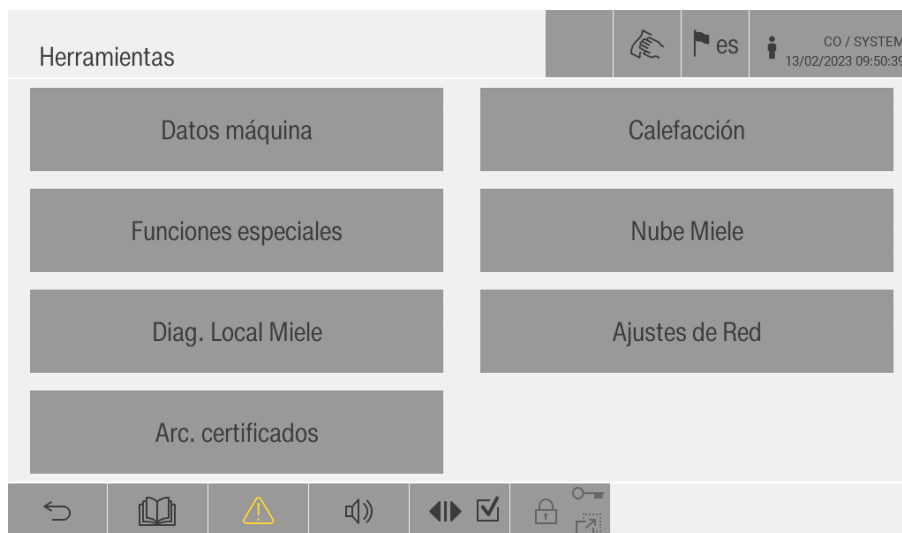 Herramientas
es
CO / SYSTEM
13/02/2023 09:50:39
Datos máquina
Calefacción
Funciones especiales
Nube Miele
Diag. Local Miele
Ajustes de Red
Arc. certificados